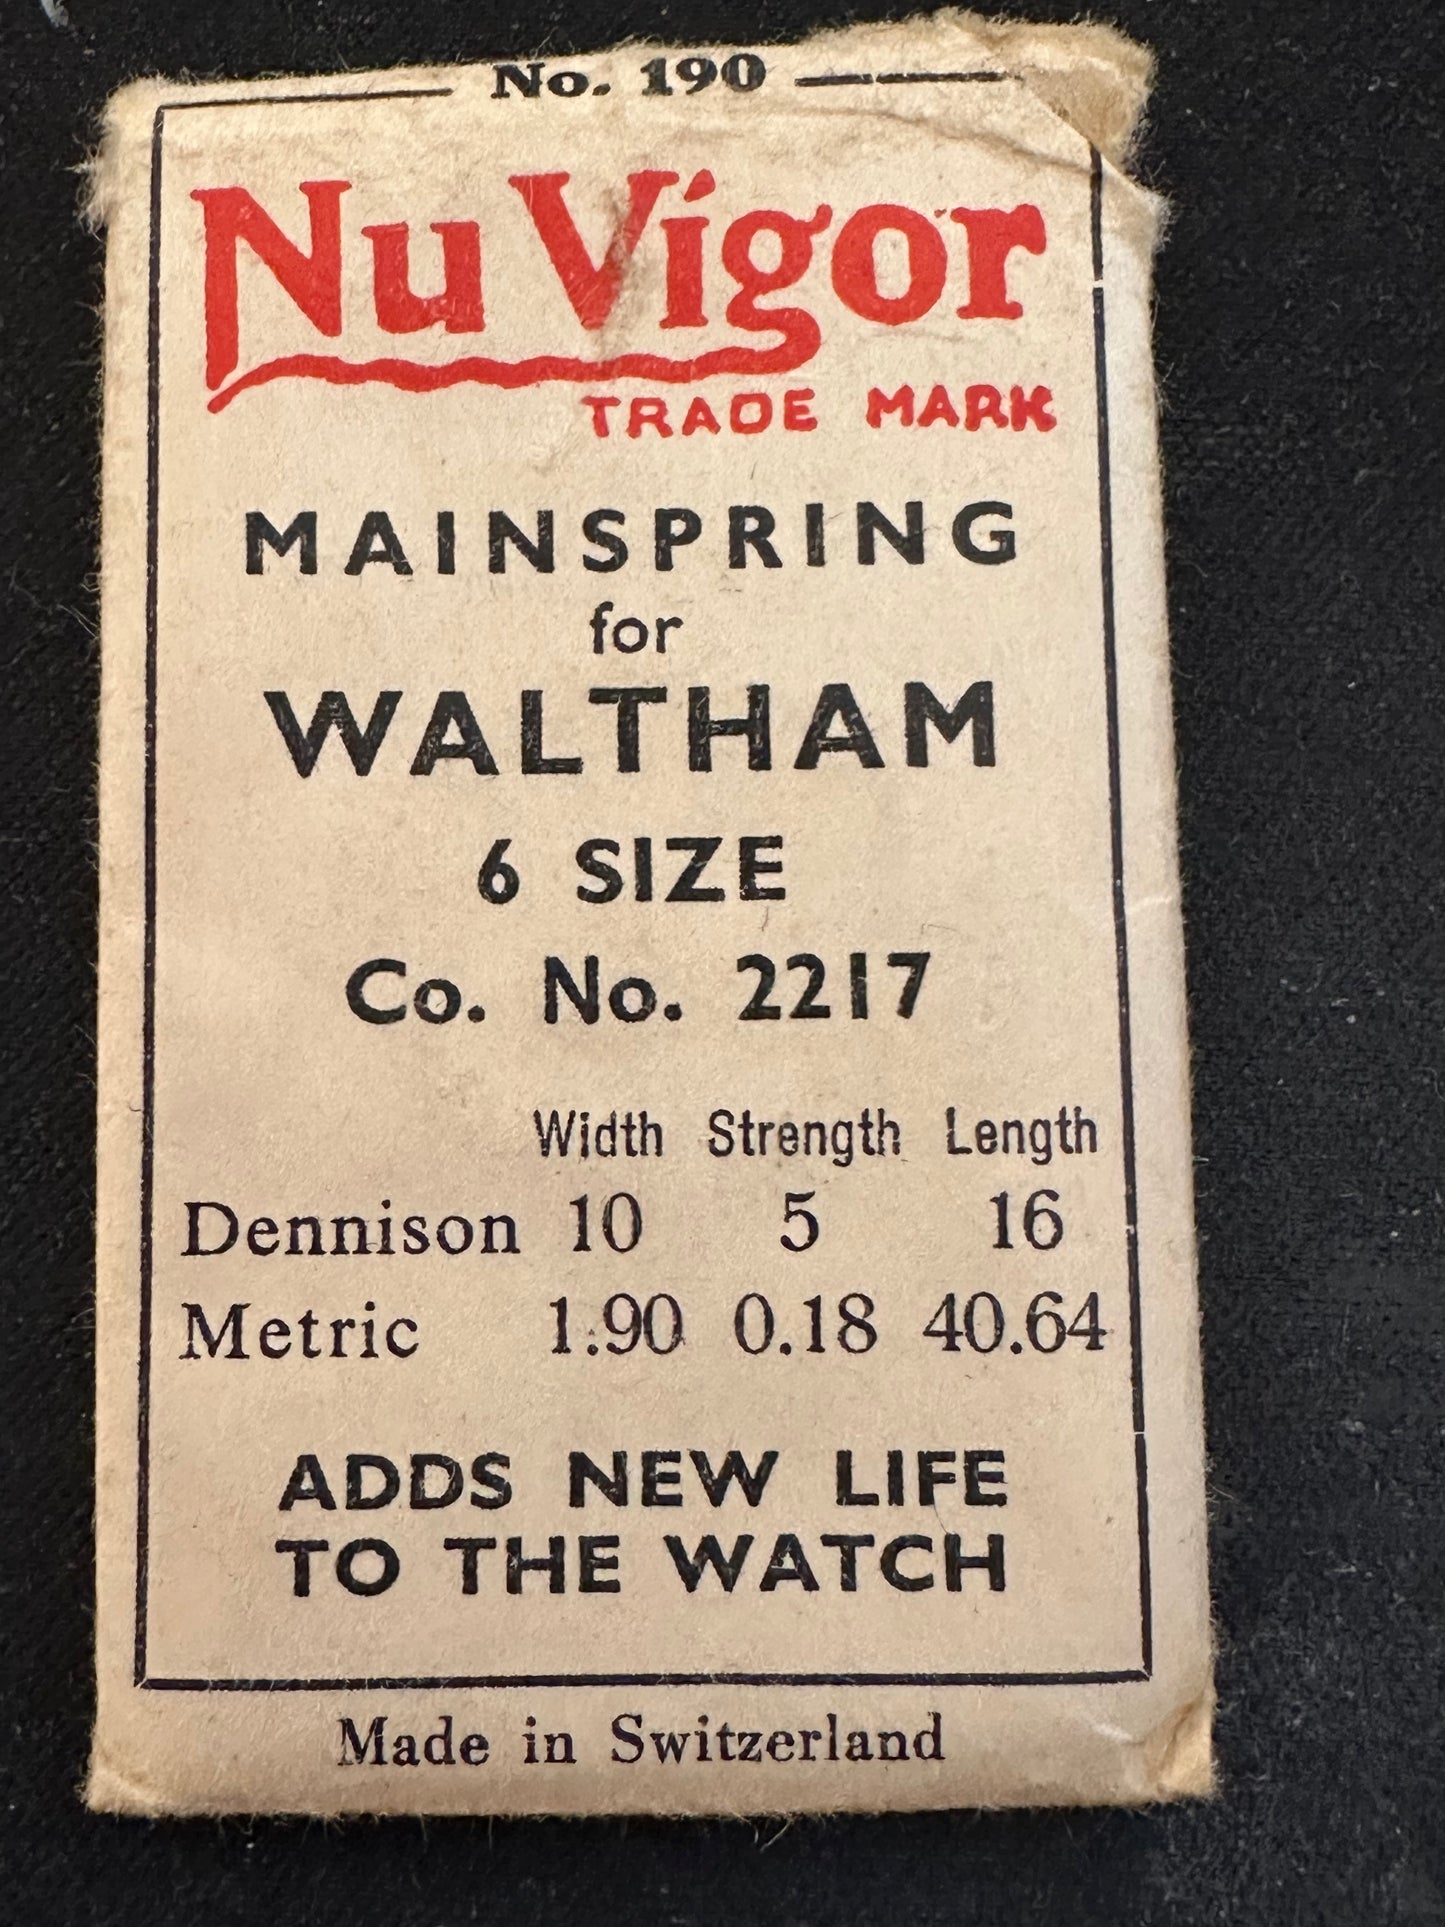 No. 190
Nu Vigor
TRADE MARK
MAINSPRING
for
WALTHAM
6 SIZE
Co. No. 2217
Width Strength Length
Dennison 10 5 16
Metric 1.90 0.18 40.64
ADDS NEW LIFE
TO THE WATCH
Made in Switzerland